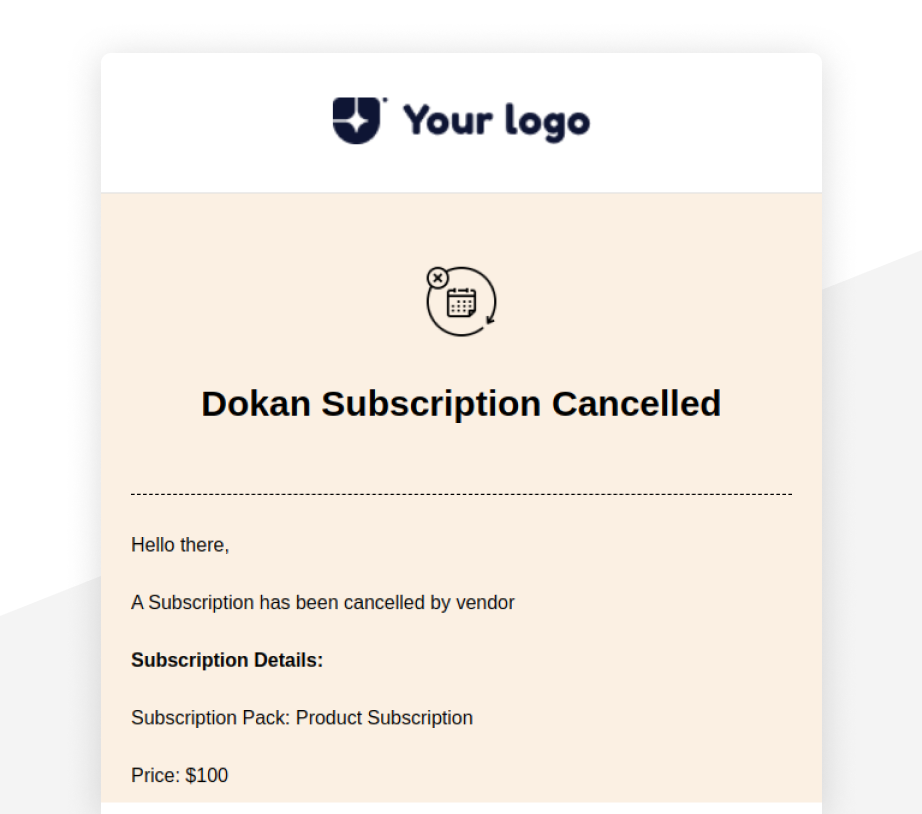 Your logo
Dokan Subscription Cancelled
Hello there,
A Subscription has been cancelled by vendor
Subscription Details:
Subscription Pack: Product Subscription
Price: $100